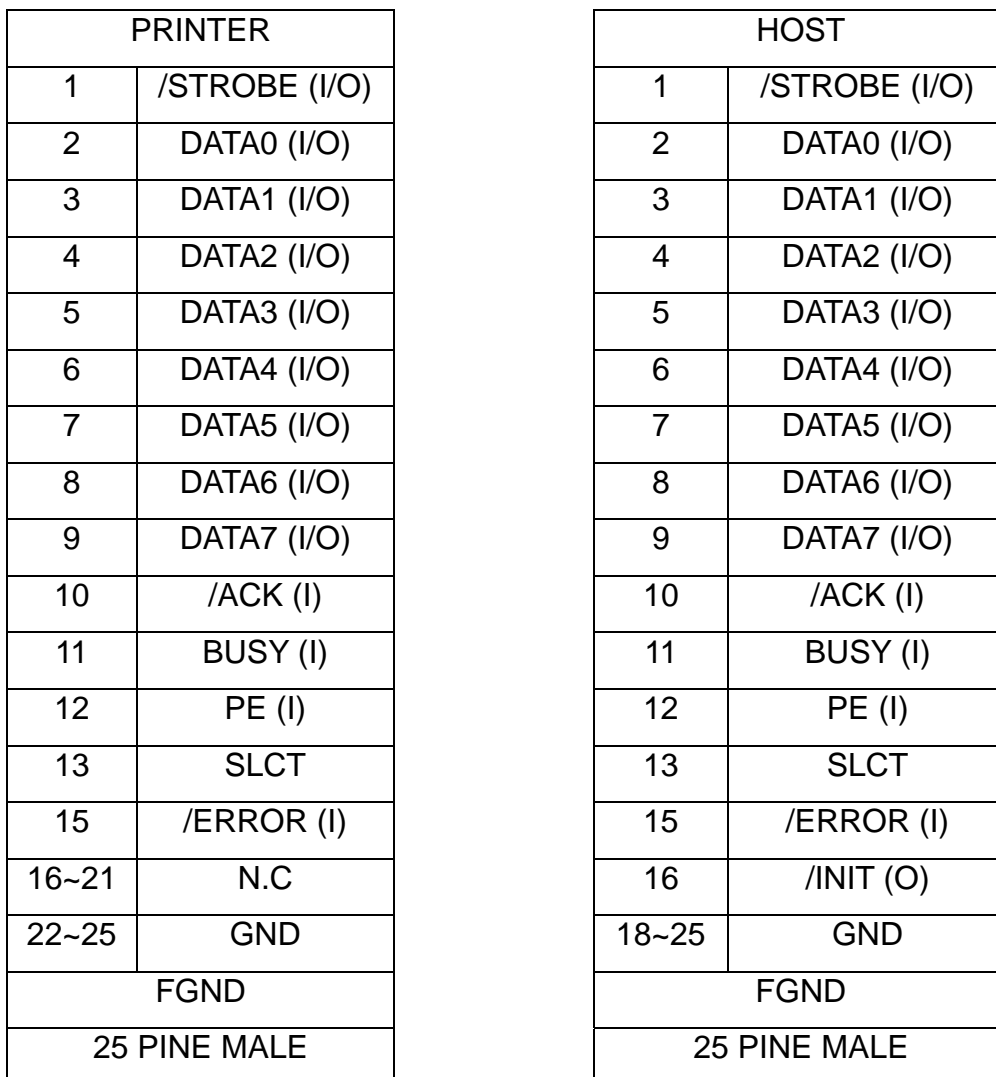 PRINTER HOST
1 /STROBE (I/O) 1 /STROBE (I/O)
2 DATA0 (I/O) 2 DATA0 (I/O)
3 DATA1 (I/O) 3 DATA1 (I/O)
4 DATA2 (I/O) 4 DATA2 (I/O)
5 DATA3 (I/O) 5 DATA3 (I/O)
6 DATA4 (I/O) 6 DATA4 (I/O)
7 DATA5 (I/O) 7 DATA5 (I/O)
8 DATA6 (I/O) 8 DATA6 (I/O)
9 DATA7 (I/O) 9 DATA7 (I/O)
10 /ACK (I) 10 /ACK (I)
11 BUSY (I) 11 BUSY (I)
12 PE (I) 12 PE (I)
13 SLCT 13 SLCT
15 /ERROR (I) 15 /ERROR (I)
16~21 N.C 16 /INIT (O)
22~25 GND 18~25 GND
FGND FGND
25 PINE MALE 25 PINE MALE